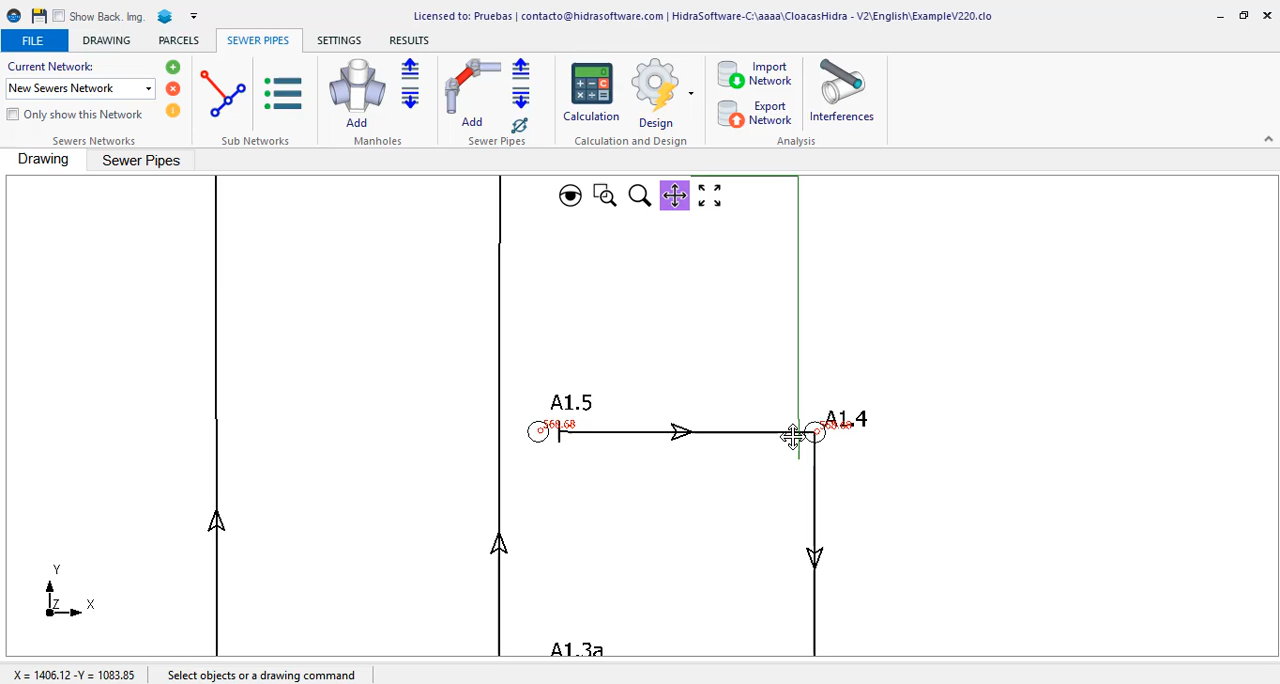 Show Back. Img.
Licensed to: Pruebas | contacto@hidrasoftware.com | HidraSoftware-C:\aaaa\CloacasHidra - V2\English\ExampleV220.clo
FILE
DRAWING
PARCELS
SEWER PIPES
SETTINGS
RESULTS
Current Network:
New Sewers Network
Only show this Network
Add
Add
Calculation
Design
Import
Network
Export
Network
Interferences
Sewers Networks
Sub Networks
Manholes
Sewer Pipes
Calculation and Design
Analysis
Drawing
Sewer Pipes
A1.5
568.68
A1.4
A1.3a
Y
Z
X
X = 1406.12 -Y = 1083.85
Select objects or a drawing command